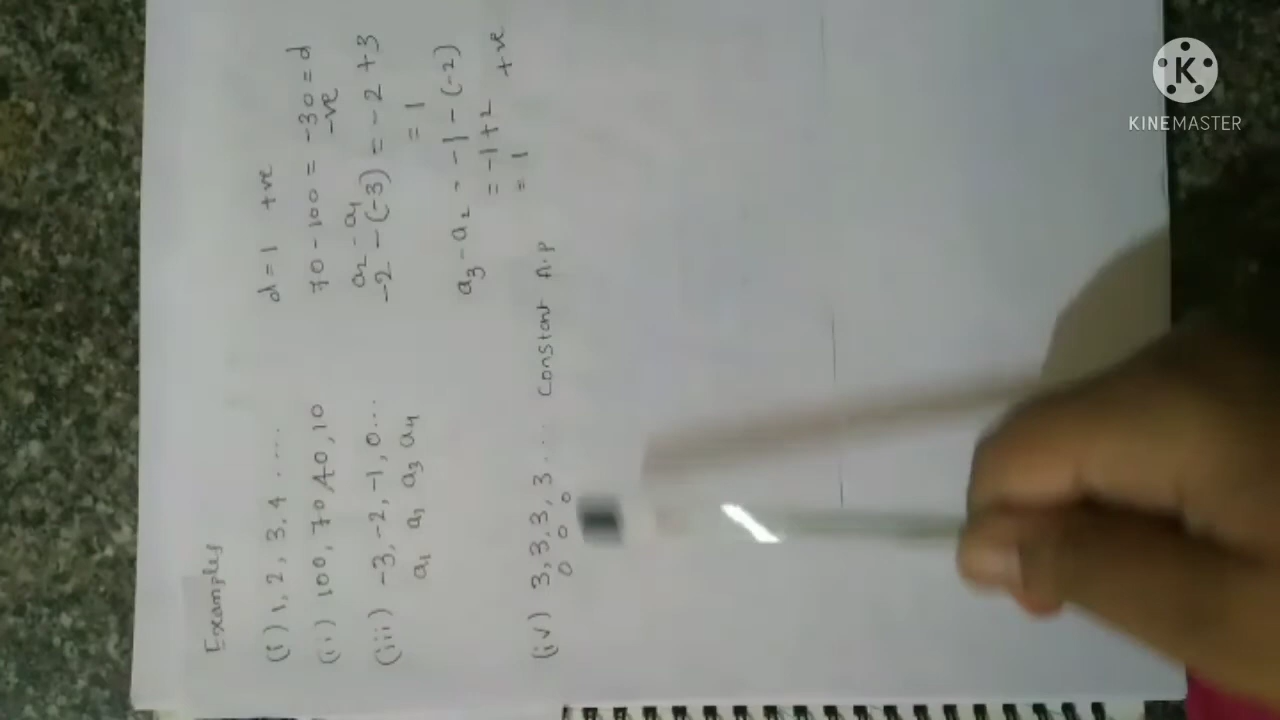 Examples
(i) 1, 2, 3, 4 .... d = 1 +ve
(ii) 100, 70, 40, 10 70 - 100 = -30 = d
-ve
a2 - a1
(iii) -3, -2, -1, 0... -2 - (-3) = -2 + 3
a1 a1 a3 a4 = 1
a3 - a2 - -1 - (-2)
= -1 + 2 +ve
= 1
(iv) 3, 3, 3, 3 .... Constant A.P
0 0 0
K
KINEMASTER